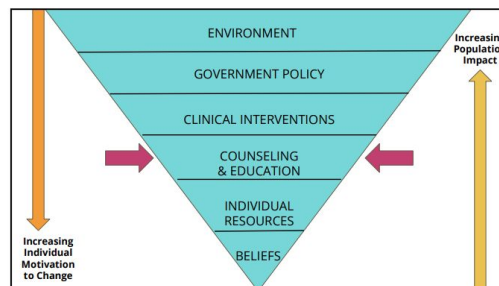 ENVIRONMENT
GOVERNMENT POLICY
CLINICAL INTERVENTIONS
COUNSELING
& EDUCATION
INDIVIDUAL
RESOURCES
BELIEFS
Increasing
Individual
Motivation
to Change
Increasin
Populatio
Impact